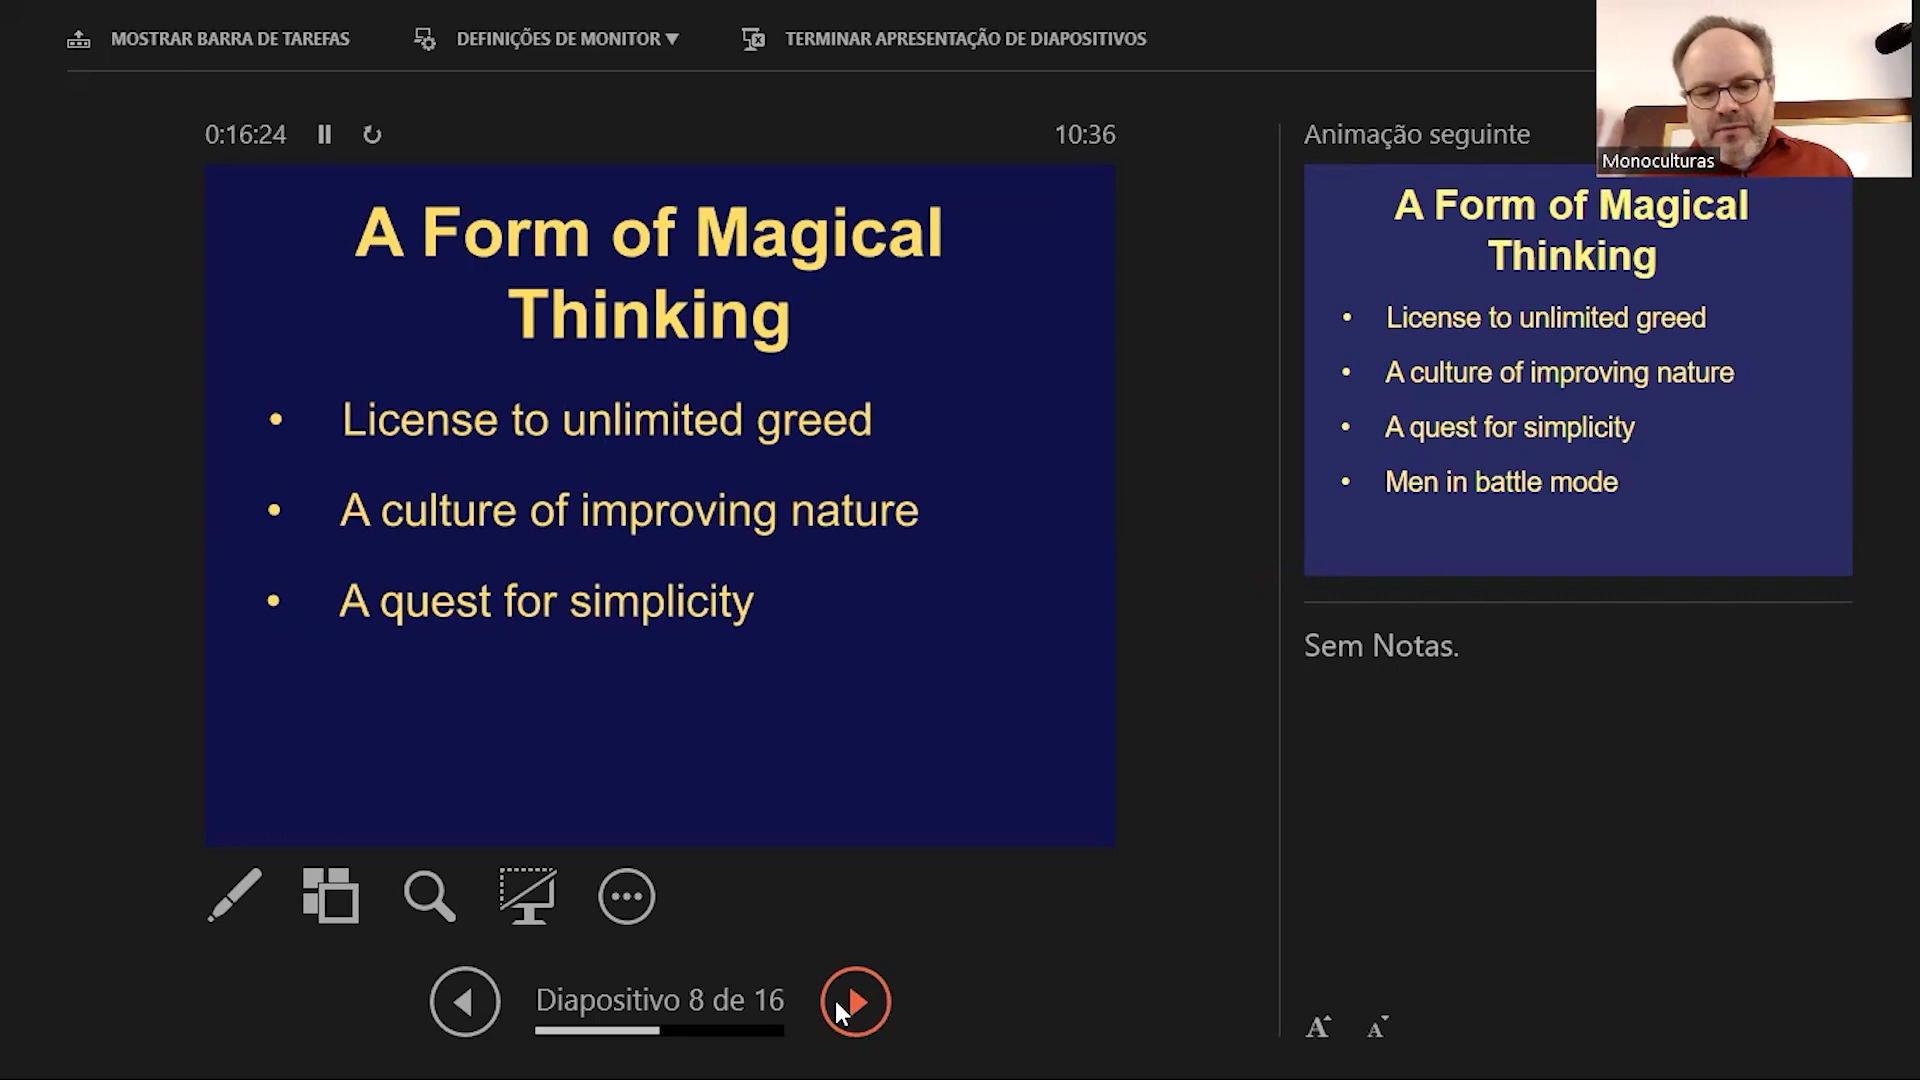 MOSTRAR BARRA DE TAREFAS
DEFINIÇÕES DE MONITOR
TERMINAR APRESENTAÇÃO DE DIAPOSITIVOS
0:16:24
10:36
A Form of Magical
Thinking
• License to unlimited greed
• A culture of improving nature
• A quest for simplicity
Diapositivo 8 de 16
Animação seguinte
Monoculturas
A Form of Magical
Thinking
• License to unlimited greed
• A culture of improving nature
• A quest for simplicity
• Men in battle mode
Sem Notas.
A A